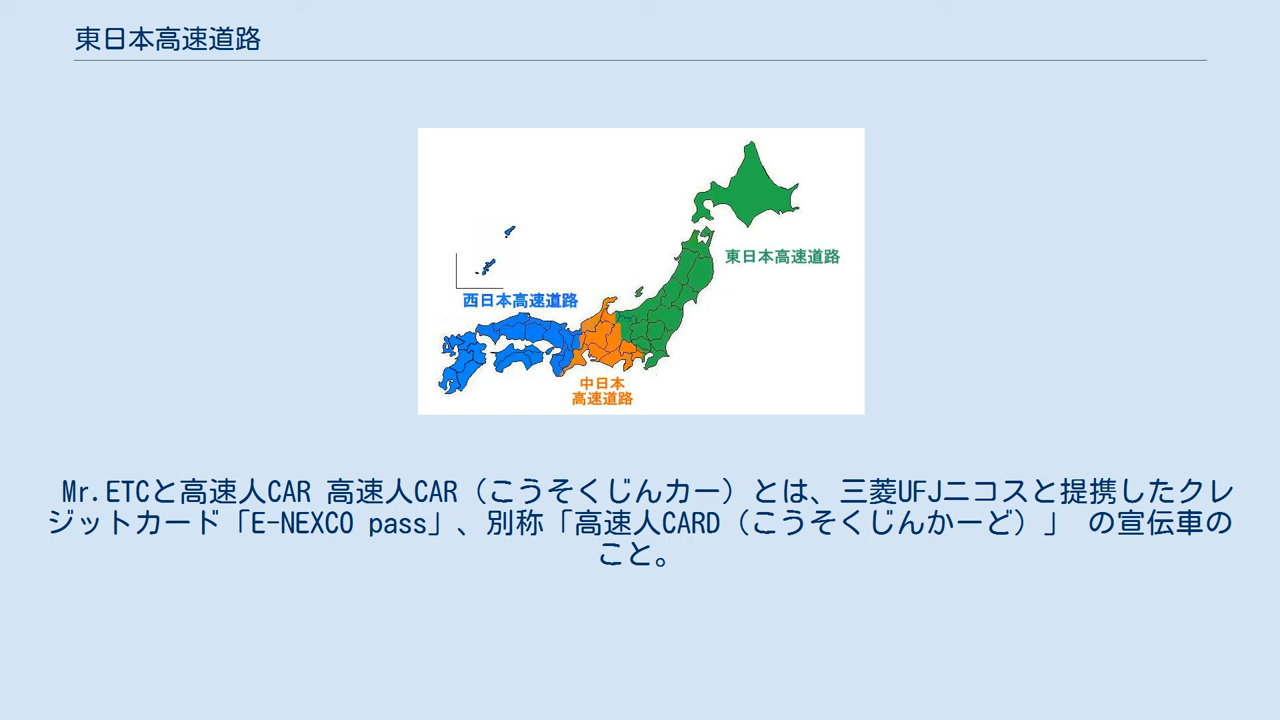 東日本高速道路
東日本高速道路
西日本高速道路
中日本
高速道路
Mr.ETCと高速人CAR 高速人CAR（こうそくじんカー）とは、三菱UFJニコスと提携したクレ
ジットカード「E-NEXCO pass」、別称「高速人CARD（こうそくじんかーど）」 の宣伝車の
こと。